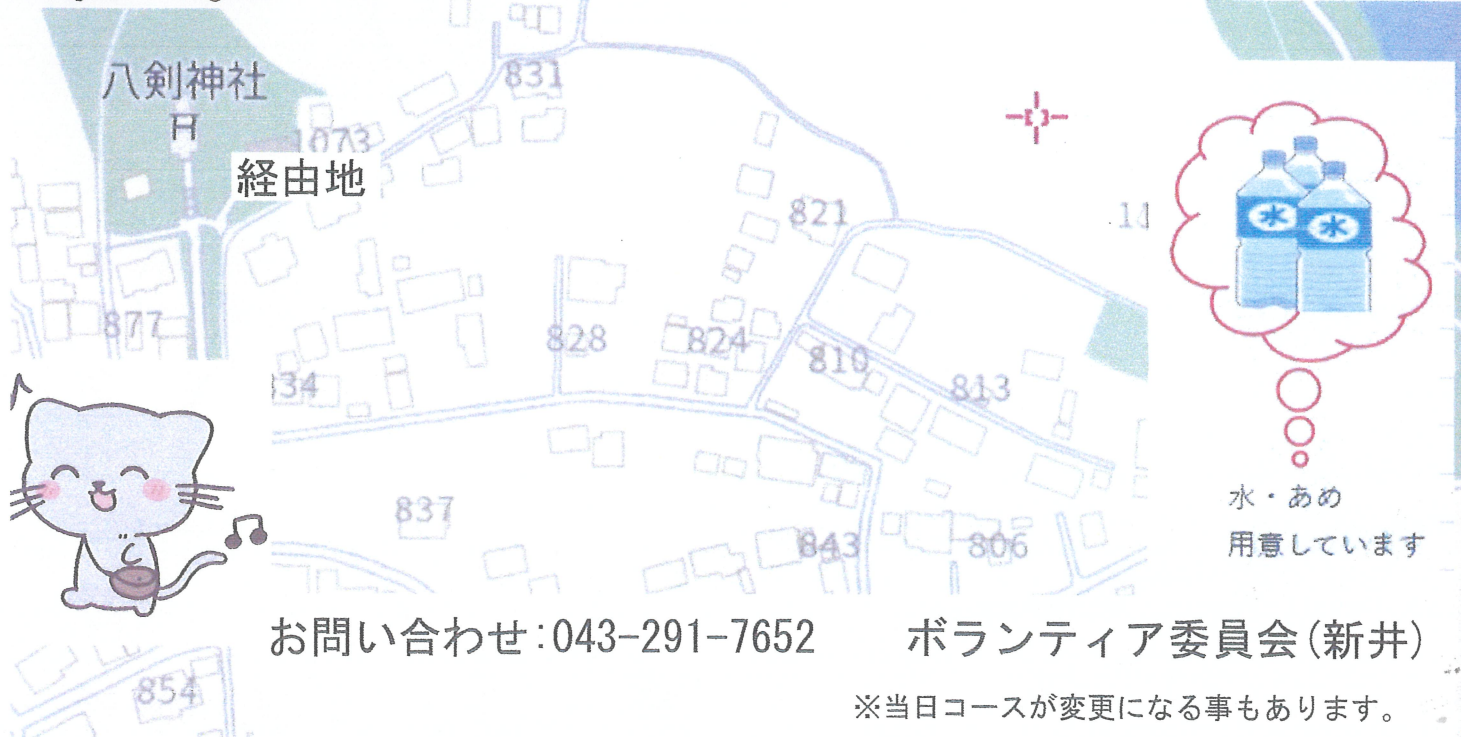 八剣神社
831
1073
経由地
821
11
877
828
824
810
813
834
水
水
水・あめ
用意しています
837
843
806
お問い合わせ:043-291-7652 ボランティア委員会(新井)
854
※当日コースが変更になる事もあります。